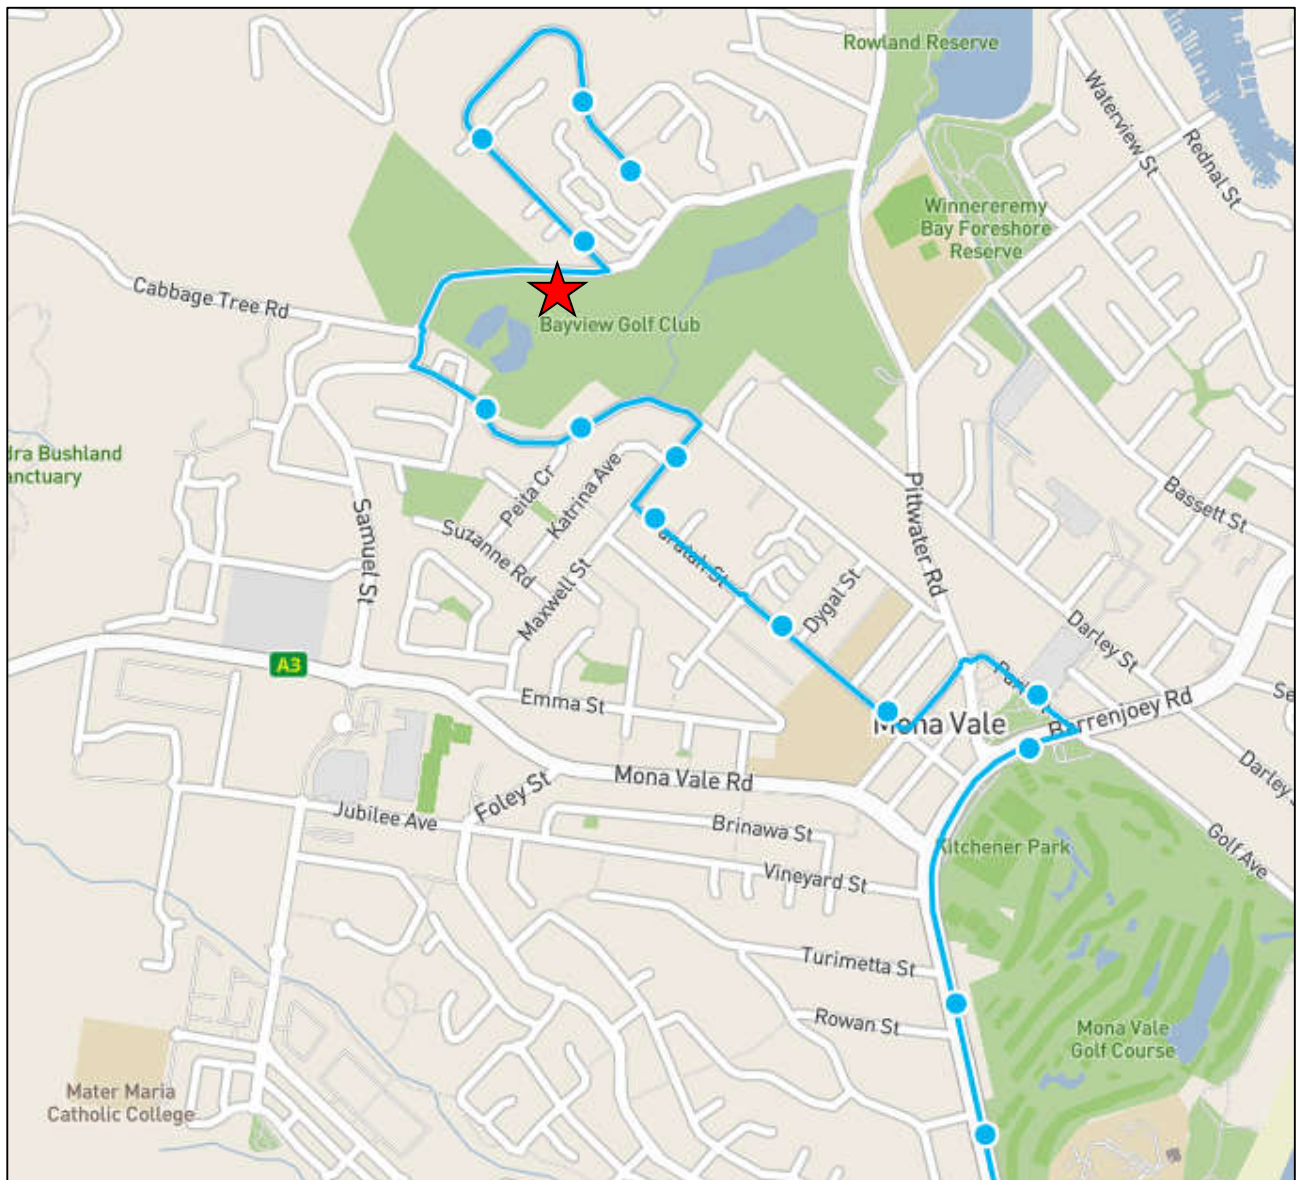 Rowland Reserve
Waterview St
Rednal St
Winnereremy
Bay Foreshore
Reserve
Cabbage Tree Rd
Bayview Golf Club
dra Bushland
anctuary
Samuel St
Peita Cr
Katrina Ave
Suzanne Rd
Maxwell St
Pittwater Rd
Bassett St
Dygal St
Darley St
A3
Emma St
Mona Vale
Barrenjoey Rd
Se
Darley
Mona Vale Rd
Foley St
Jubilee Ave
Brinawa St
Kitchener Park
Golf Ave
Vineyard St
Turimetta St
Rowan St
Mona Vale
Golf Course
Mater Maria
Catholic College